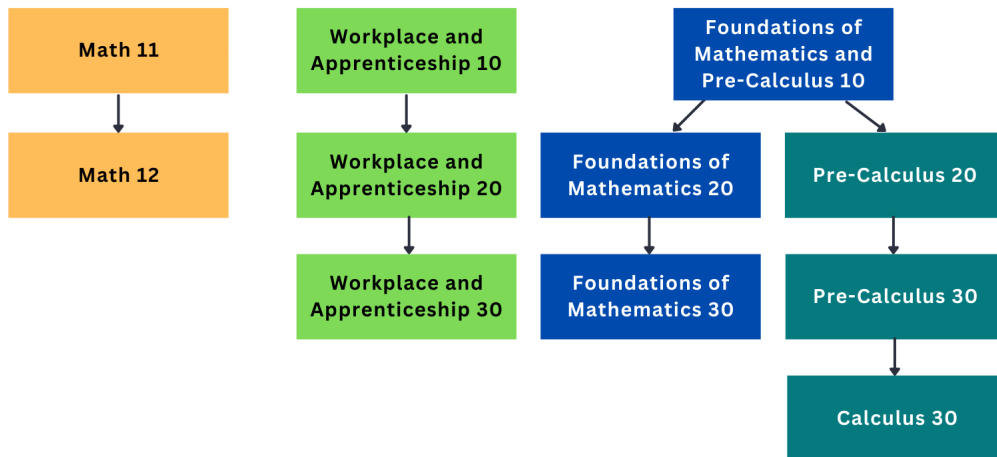 Math 11
Workplace and
Apprenticeship 10
Foundations of
Mathematics and
Pre-Calculus 10
Math 12
Workplace and
Apprenticeship 20
Foundations of
Mathematics 20
Pre-Calculus 20
Workplace and
Apprenticeship 30
Foundations of
Mathematics 30
Pre-Calculus 30
Calculus 30